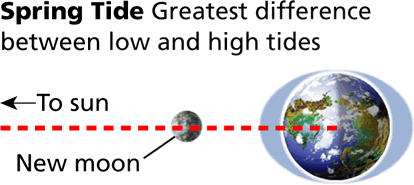 Spring Tide Greatest difference
between low and high tides
←To sun
New moon